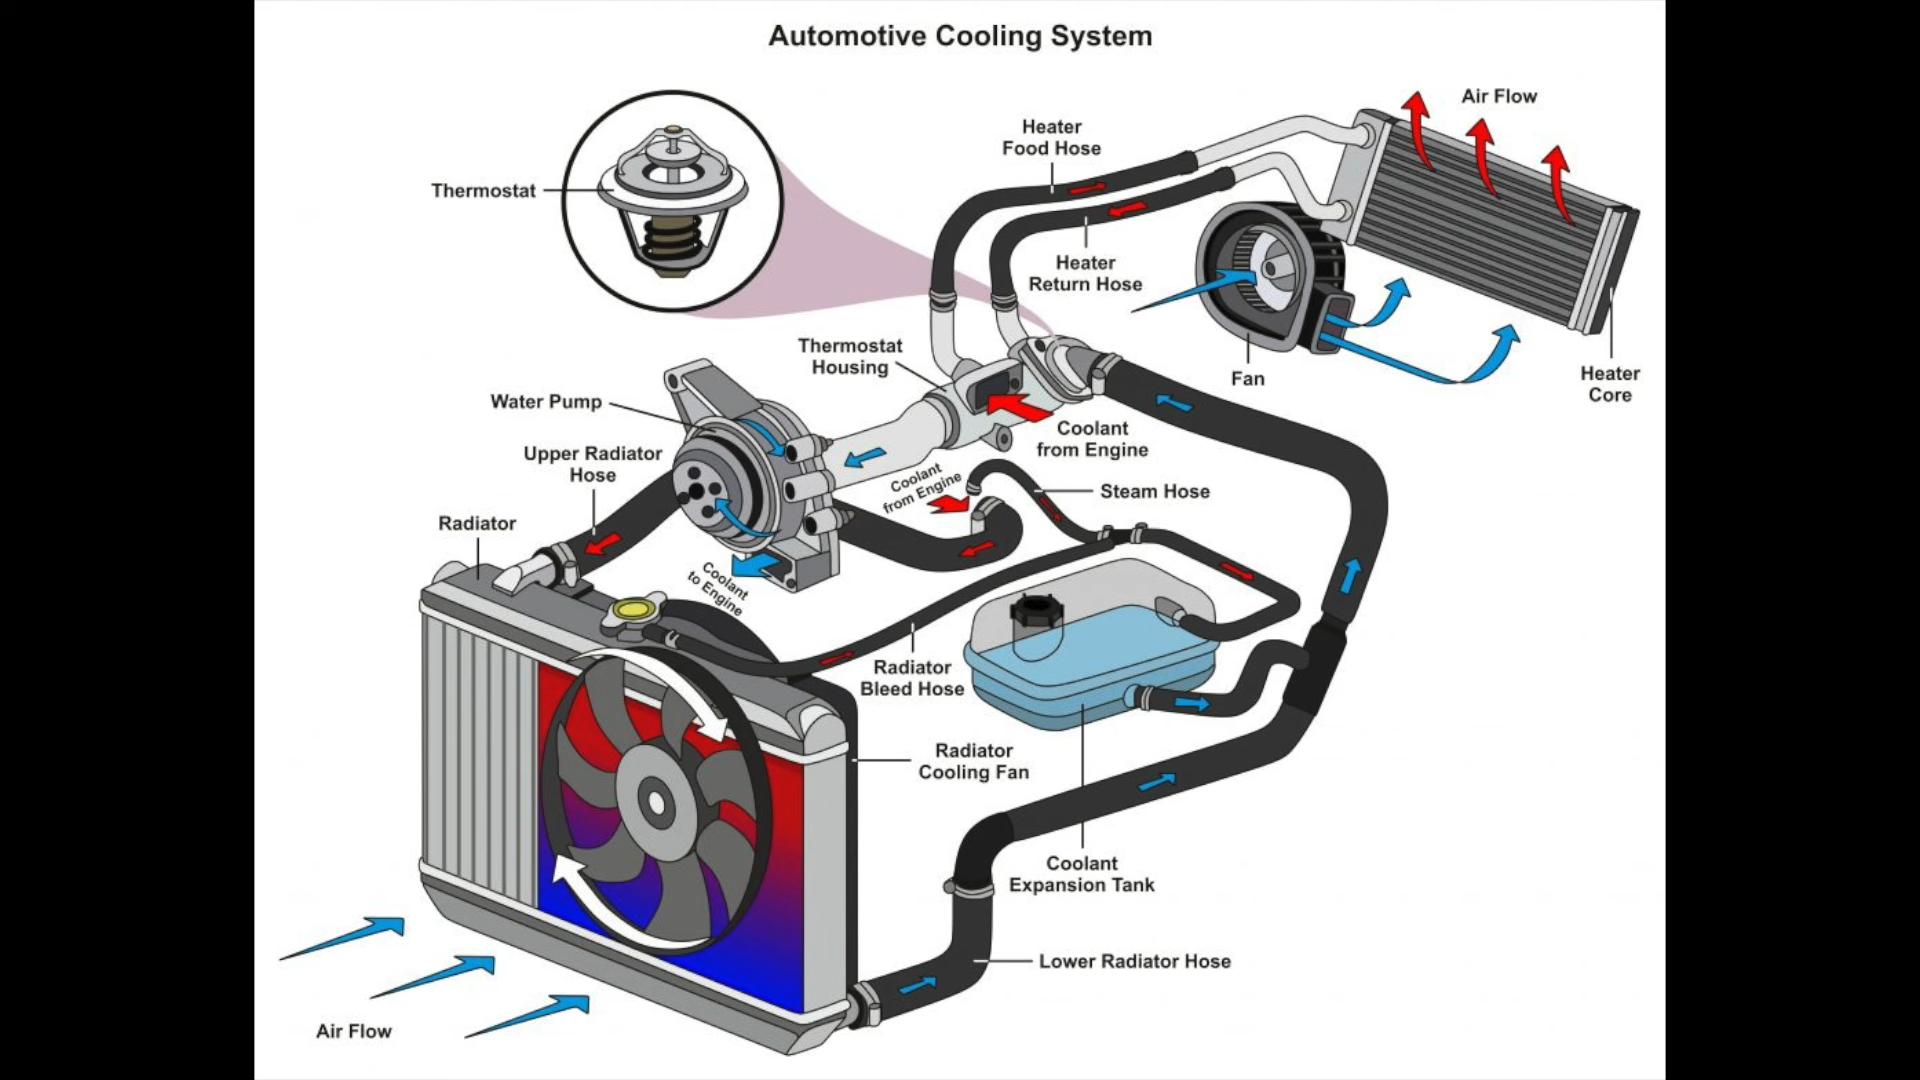 Automotive Cooling System
Air Flow
Heater
Food Hose
Thermostat
Heater
Return Hose
Thermostat
Housing
Fan
Heater
Core
Water Pump
Coolant
from Engine
Upper Radiator
Hose
Coolant
from Engine
Steam Hose
Radiator
Coolant
to Engine
Radiator
Bleed Hose
Radiator
Cooling Fan
Coolant
Expansion Tank
Lower Radiator Hose
Air Flow